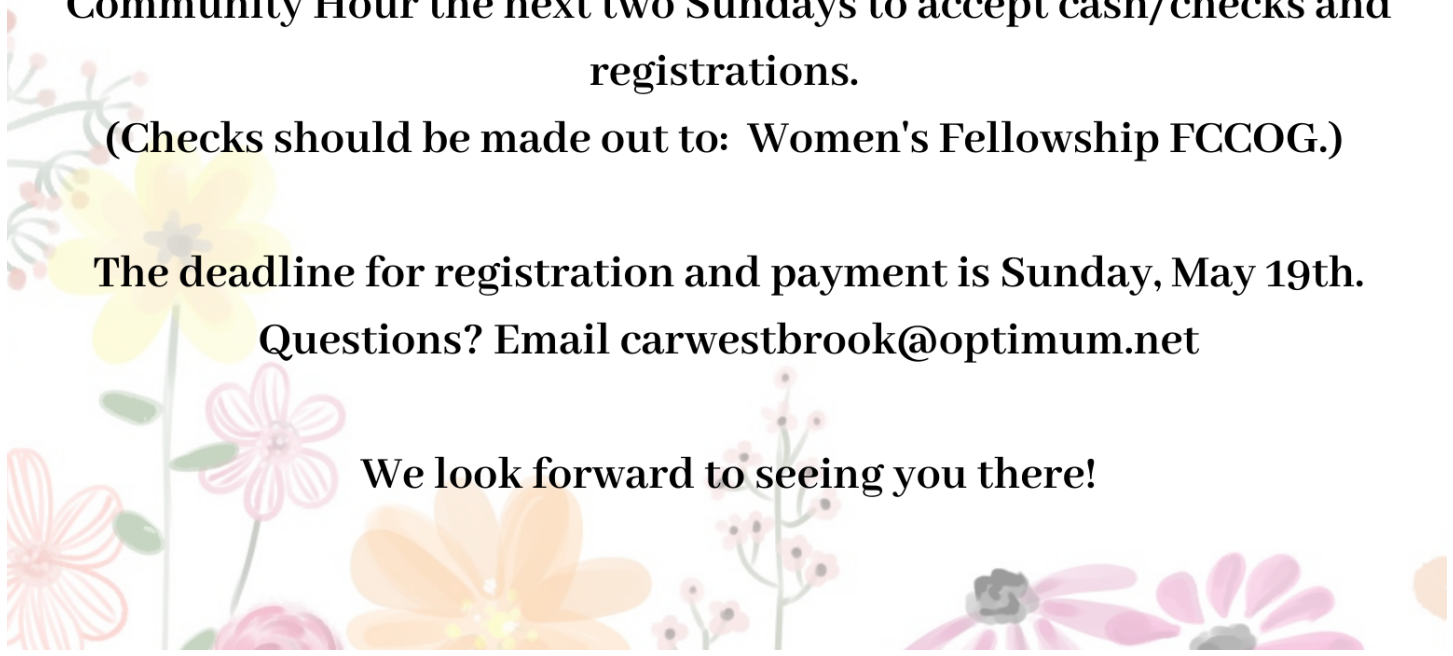 Community Hour the next two Sundays to accept cash/checks and
registrations.
(Checks should be made out to:  Women's Fellowship FCCOG.)
The deadline for registration and payment is Sunday, May 19th.
Questions? Email carwestbrook@optimum.net
We look forward to seeing you there!